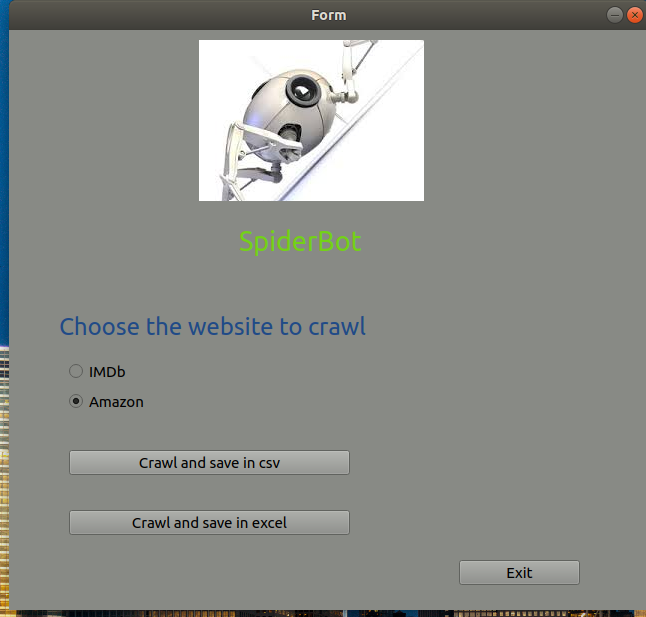 Form
SpiderBot
Choose the website to crawl
IMDb
Amazon
Crawl and save in csv
Crawl and save in excel
Exit